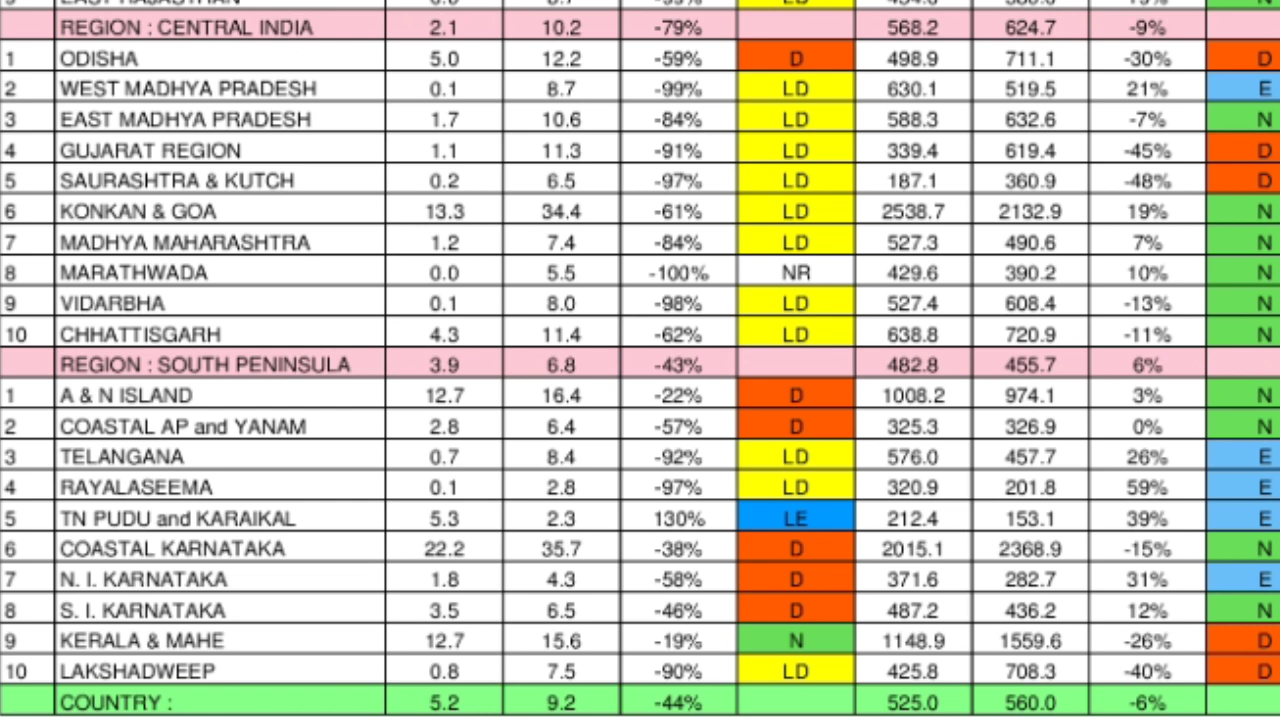 REGION : CENTRAL INDIA 2.1 10.2 -79% 568.2 624.7 -9%
1 ODISHA 5.0 12.2 -59% D 498.9 711.1 -30% D
2 WEST MADHYA PRADESH 0.1 8.7 -99% LD 630.1 519.5 21% E
3 EAST MADHYA PRADESH 1.7 10.6 -84% LD 588.3 632.6 -7% N
4 GUJARAT REGION 1.1 11.3 -91% LD 339.4 619.4 -45% D
5 SAURASHTRA & KUTCH 0.2 6.5 -97% LD 187.1 360.9 -48% D
6 KONKAN & GOA 13.3 34.4 -61% LD 2538.7 2132.9 19% N
7 MADHYA MAHARASHTRA 1.2 7.4 -84% LD 527.3 490.6 7% N
8 MARATHWADA 0.0 5.5 -100% NR 429.6 390.2 10% N
9 VIDARBHA 0.1 8.0 -98% LD 527.4 608.4 -13% N
10 CHHATTISGARH 4.3 11.4 -62% LD 638.8 720.9 -11% N
REGION : SOUTH PENINSULA 3.9 6.8 -43% 482.8 455.7 6%
1 A & N ISLAND 12.7 16.4 -22% D 1008.2 974.1 3% N
2 COASTAL AP and YANAM 2.8 6.4 -57% D 325.3 326.9 0% N
3 TELANGANA 0.7 8.4 -92% LD 576.0 457.7 26% E
4 RAYALASEEMA 0.1 2.8 -97% LD 320.9 201.8 59% E
5 TN PUDU and KARAIKAL 5.3 2.3 130% LE 212.4 153.1 39% E
6 COASTAL KARNATAKA 22.2 35.7 -38% D 2015.1 2368.9 -15% N
7 N. I. KARNATAKA 1.8 4.3 -58% D 371.6 282.7 31% E
8 S. I. KARNATAKA 3.5 6.5 -46% D 487.2 436.2 12% N
9 KERALA & MAHE 12.7 15.6 -19% N 1148.9 1559.6 -26% D
10 LAKSHADWEEP 0.8 7.5 -90% LD 425.8 708.3 -40% D
COUNTRY : 5.2 9.2 -44% 525.0 560.0 -6%